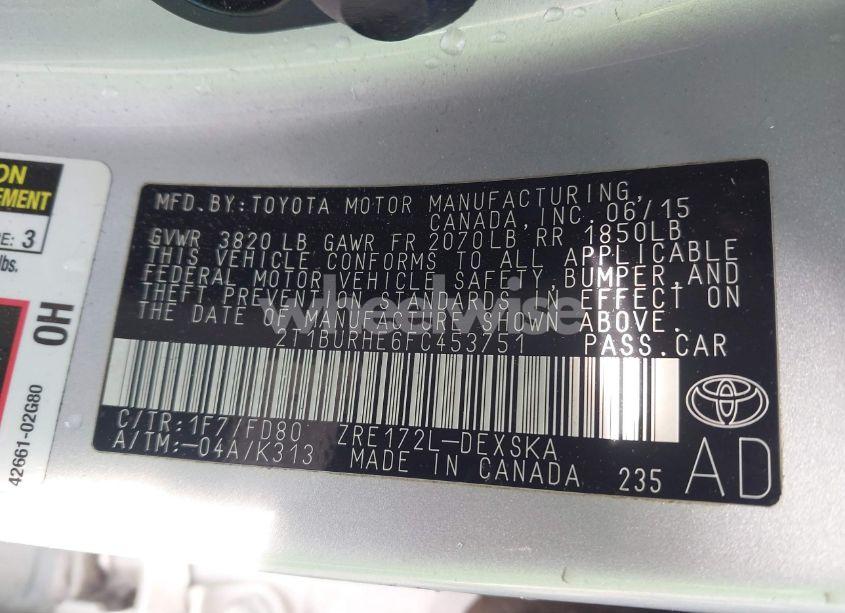 ON
EMENT
E: 3
lbs.
OH
42661-02G80
MFD. BY: TOYOTA MOTOR MANUFACTURING,
CANADA, INC. 06/15
GVWR 3820 LB GAWR FR 2070LB RR 1850LB
THIS VEHICLE CONFORMS TO ALL APPLICABLE
FEDERAL MOTOR VEHICLE SAFETY, BUMPER, AND
THEFT PREVENTION STANDARDS IN EFFECT ON
THE DATE OF MANUFACTURE SHOWN ABOVE.
2T1BURHE6FC453751 PASS.CAR
wheelwise
C/TR:1F7/FD80 ZRE172L-DEXSKA
A/TM:-04A/K313 MADE IN CANADA 235
AD